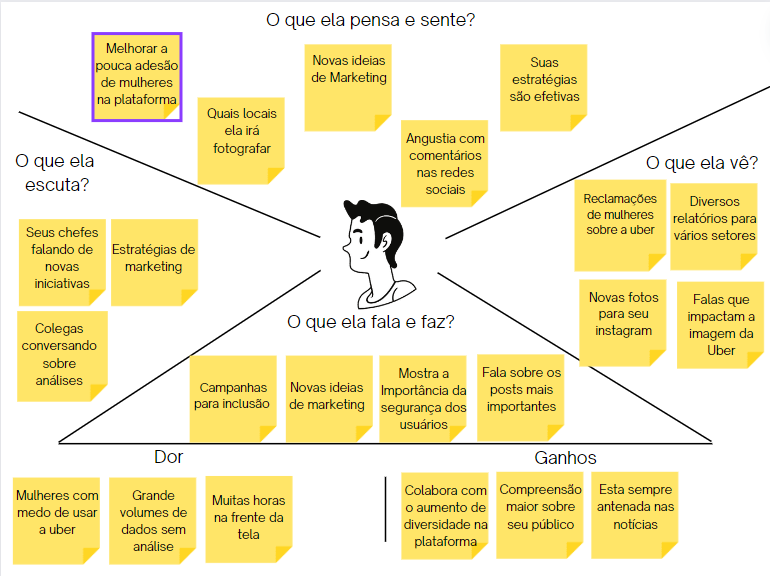 O que ela pensa e sente?
Melhorar a
pouca adesão
de mulheres
na plataforma
Quais locais
ela irá
fotografar
Novas ideias
de Marketing
Angustia com
comentários
nas redes
sociais
Suas
estratégias
são efetivas
O que ela
escuta?
Seus chefes
falando de
novas
iniciativas
Estratégias de
marketing
Colegas
conversando
sobre
análises
O que ela vê?
Reclamações
de mulheres
sobre a uber
Diversos
relatórios para
vários setores
Novas fotos
para seu
instagram
Falas que
impactam a
imagem da
Uber
O que ela fala e faz?
Campanhas
para inclusão
Novas ideias
de marketing
Mostra a
Importância da
segurança dos
usuários
Fala sobre os
posts mais
importantes
Dor
Mulheres com
medo de usar
a uber
Grande
volumes de
dados sem
análise
Muitas horas
na frente da
tela
Ganhos
Colabora com
o aumento de
diversidade na
plataforma
Compreensão
maior sobre
seu público
Esta sempre
antenada nas
notícias